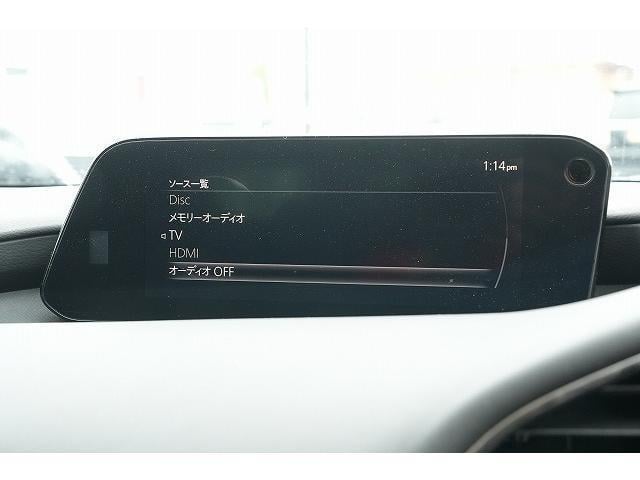 1:14pm
ソース一覧
Disc
メモリーオーディオ
TV
HDMI
オーディオ OFF